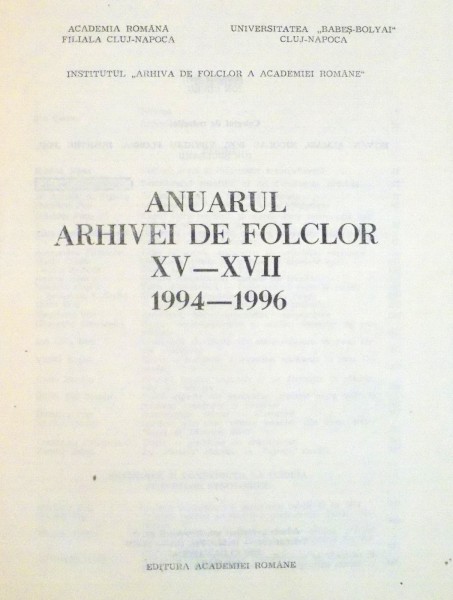 ACADEMIA ROMÂNĂ
FILIALA CLUJ-NAPOCA
UNIVERSITATEA „BABEȘ-BOLYAI“
CLUJ-NAPOCA
INSTITUTUL „ARHIVA DE FOLCLOR A ACADEMIEI ROMÂNE“
ANUARUL
ARHIVEI DE FOLCLOR
XV—XVII
1994—1996
EDITURA ACADEMIEI ROMÂNE